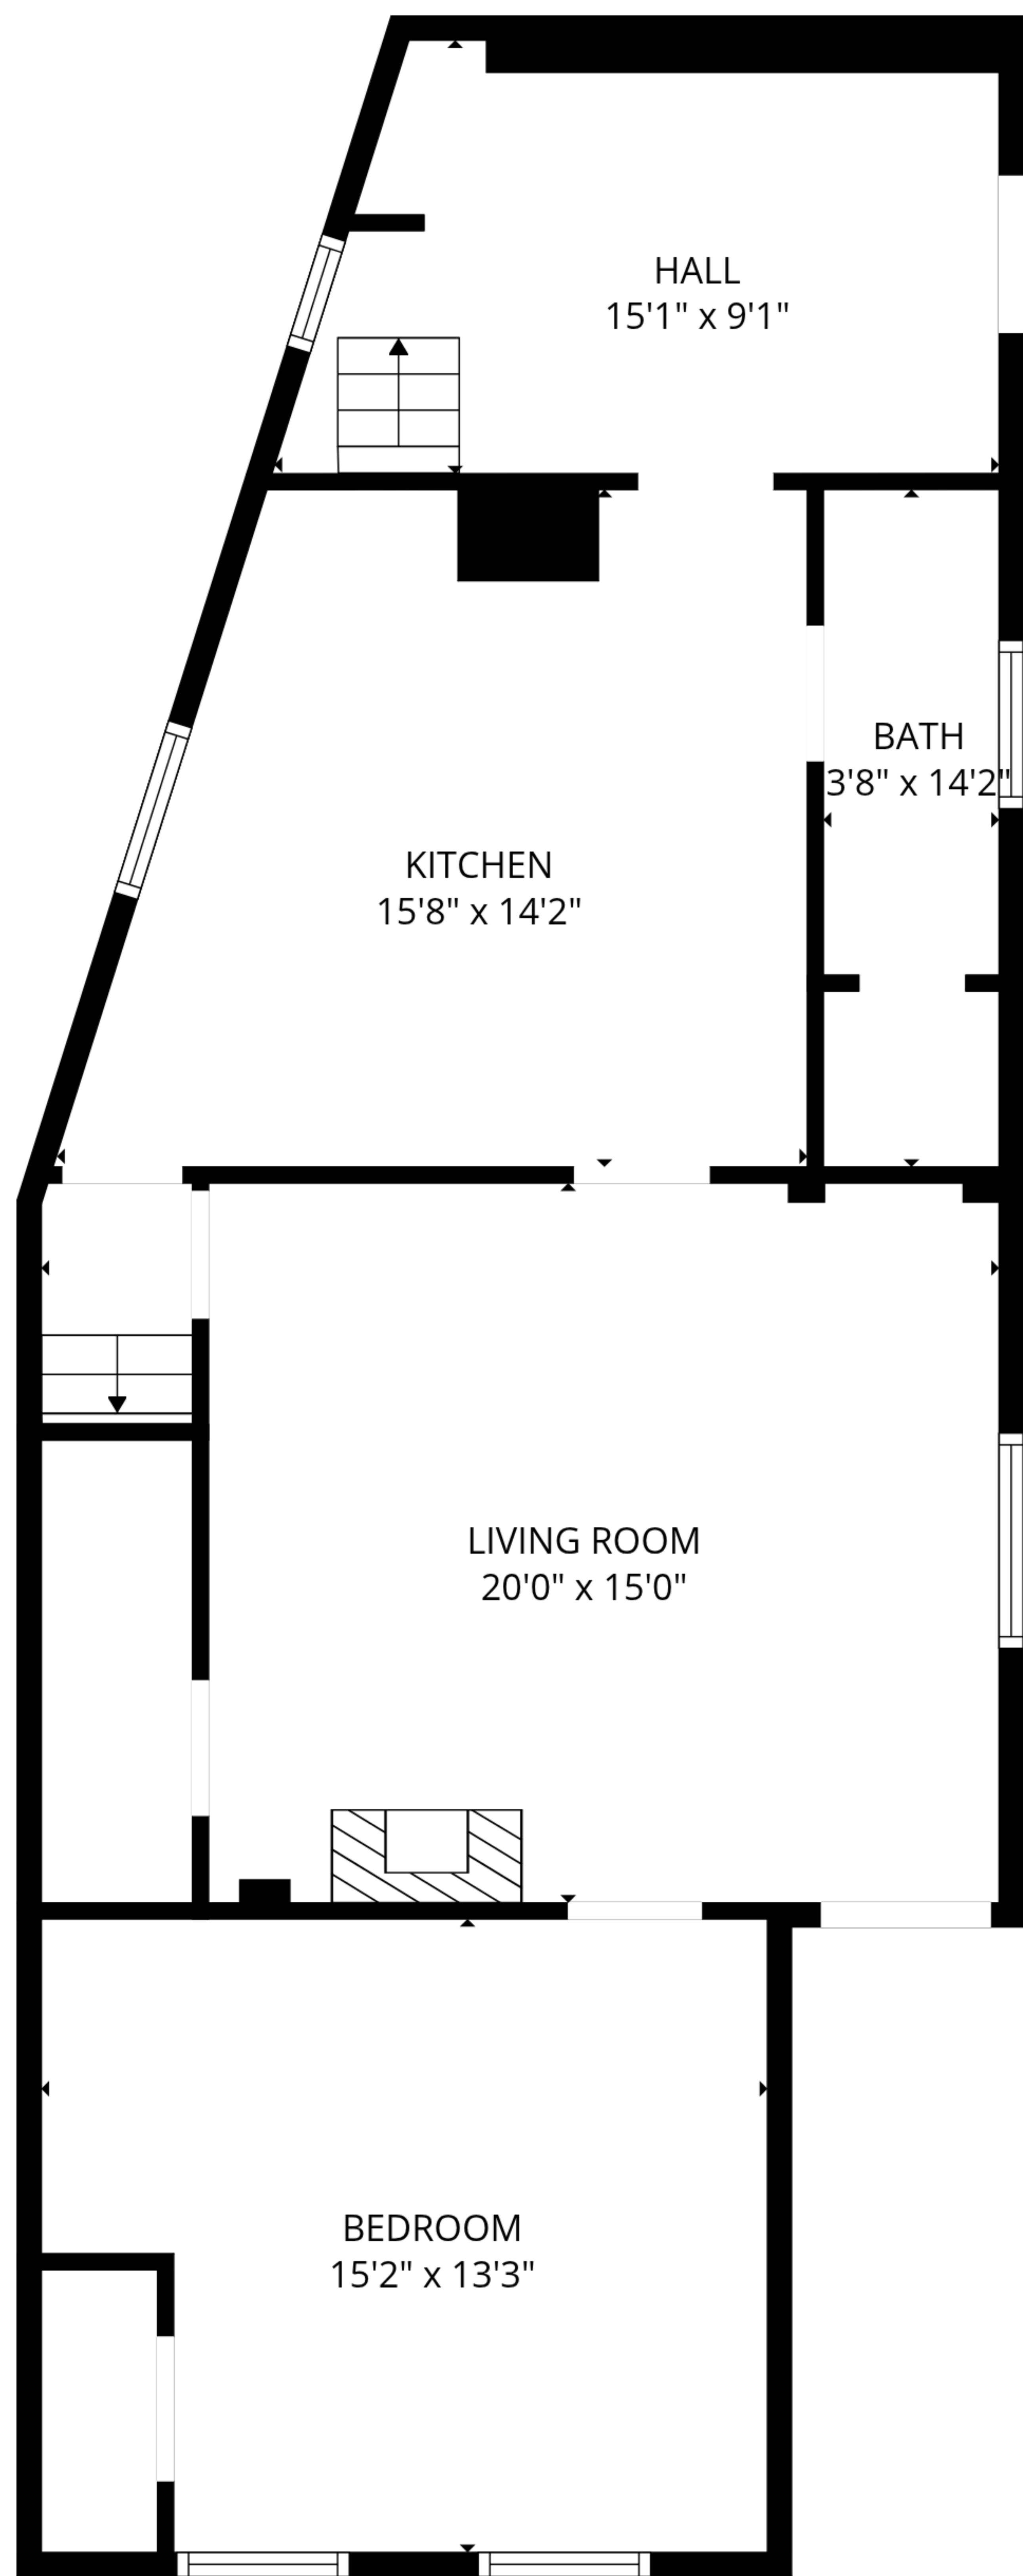 HALL
15'1" x 9'1"
BATH
3'8" x 14'2"
KITCHEN
15'8" x 14'2"
LIVING ROOM
20'0" x 15'0"
BEDROOM
15'2" x 13'3"